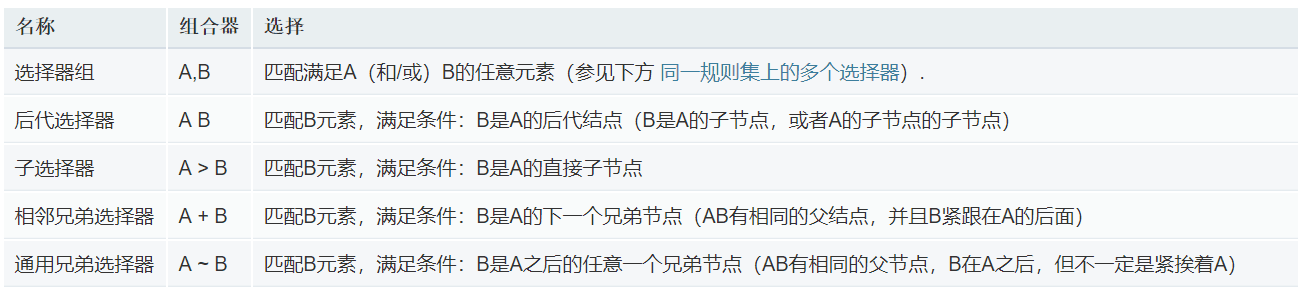 名称 组合器 选择
选择器组 A,B 匹配满足A（和/或）B的任意元素（参见下方 同一规则集上的多个选择器）.
后代选择器 A B 匹配B元素，满足条件：B是A的后代结点（B是A的子节点，或者A的子节点的子节点）
子选择器 A > B 匹配B元素，满足条件：B是A的直接子节点
相邻兄弟选择器 A + B 匹配B元素，满足条件：B是A的下一个兄弟节点（AB有相同的父结点，并且B紧跟在A的后面）
通用兄弟选择器 A ~ B 匹配B元素，满足条件：B是A之后的任意一个兄弟节点（AB有相同的父节点，B在A之后，但不一定是紧挨着A）